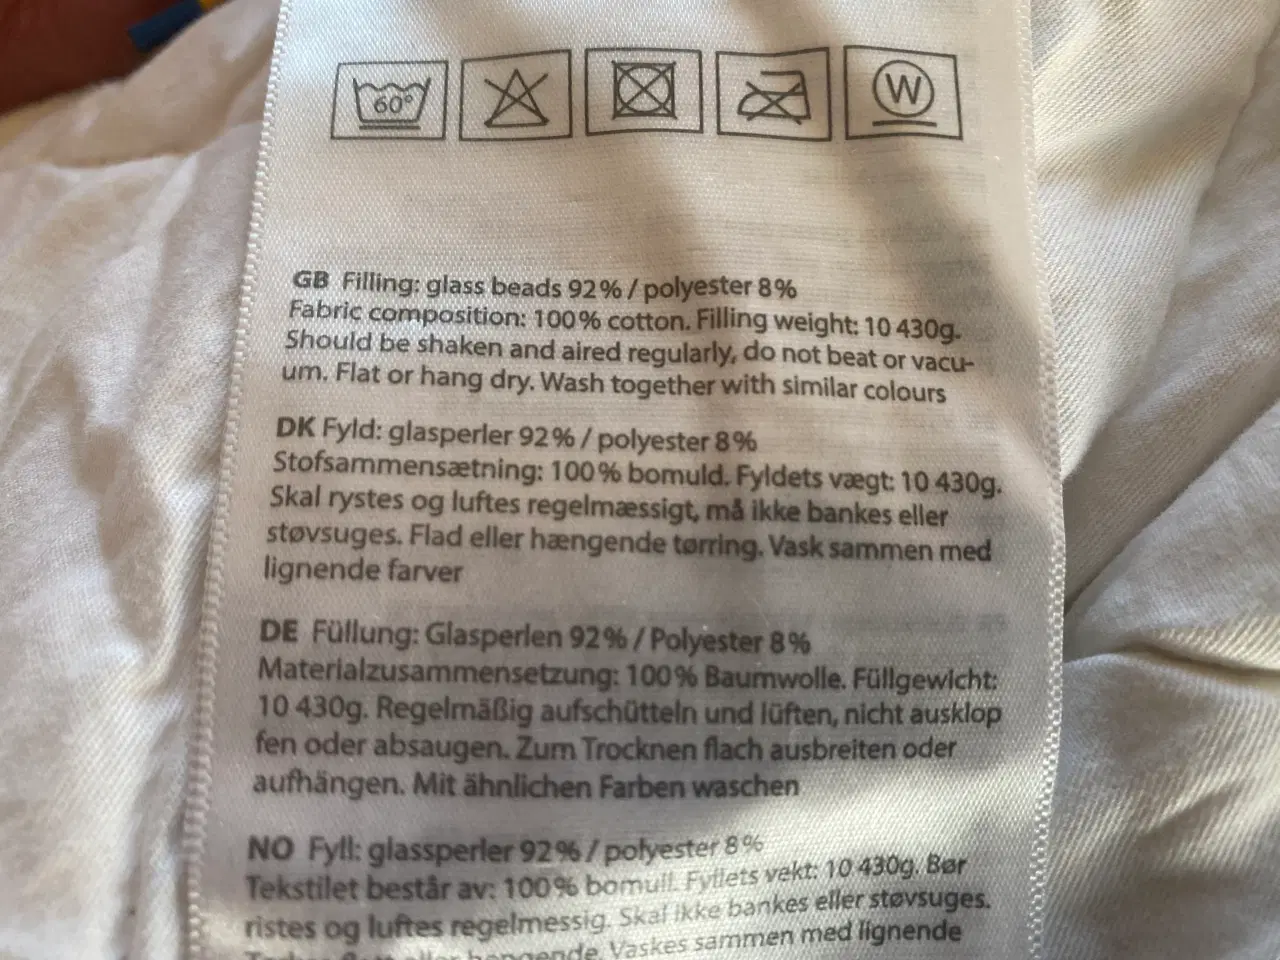 60°
W
GB Filling: glass beads 92% / polyester 8%
Fabric composition: 100% cotton. Filling weight: 10 430g.
Should be shaken and aired regularly, do not beat or vacu-
um. Flat or hang dry. Wash together with similar colours
DK Fyld: glasperler 92% / polyester 8%
Stofsammensætning: 100% bomuld. Fyldets vægt: 10 430g.
Skal rystes og luftes regelmæssigt, må ikke bankes eller
støvsuges. Flad eller hængende tørring. Vask sammen med
lignende farver
DE Füllung: Glasperlen 92% / Polyester 8%
Materialzusammensetzung: 100% Baumwolle. Füllgewicht:
10 430g. Regelmäßig aufschütteln und lüften, nicht ausklop
fen oder absaugen. Zum Trocknen flach ausbreiten oder
aufhängen. Mit ähnlichen Farben waschen
NO Fyll: glassperler 92% / polyester 8%
Tekstilet består av: 100% bomull. Fyllets vekt: 10 430g. Bør
ristes og luftes regelmessig. Skal ikke bankes eller støvsuges.
eller hengende. Vaskes sammen med lignende